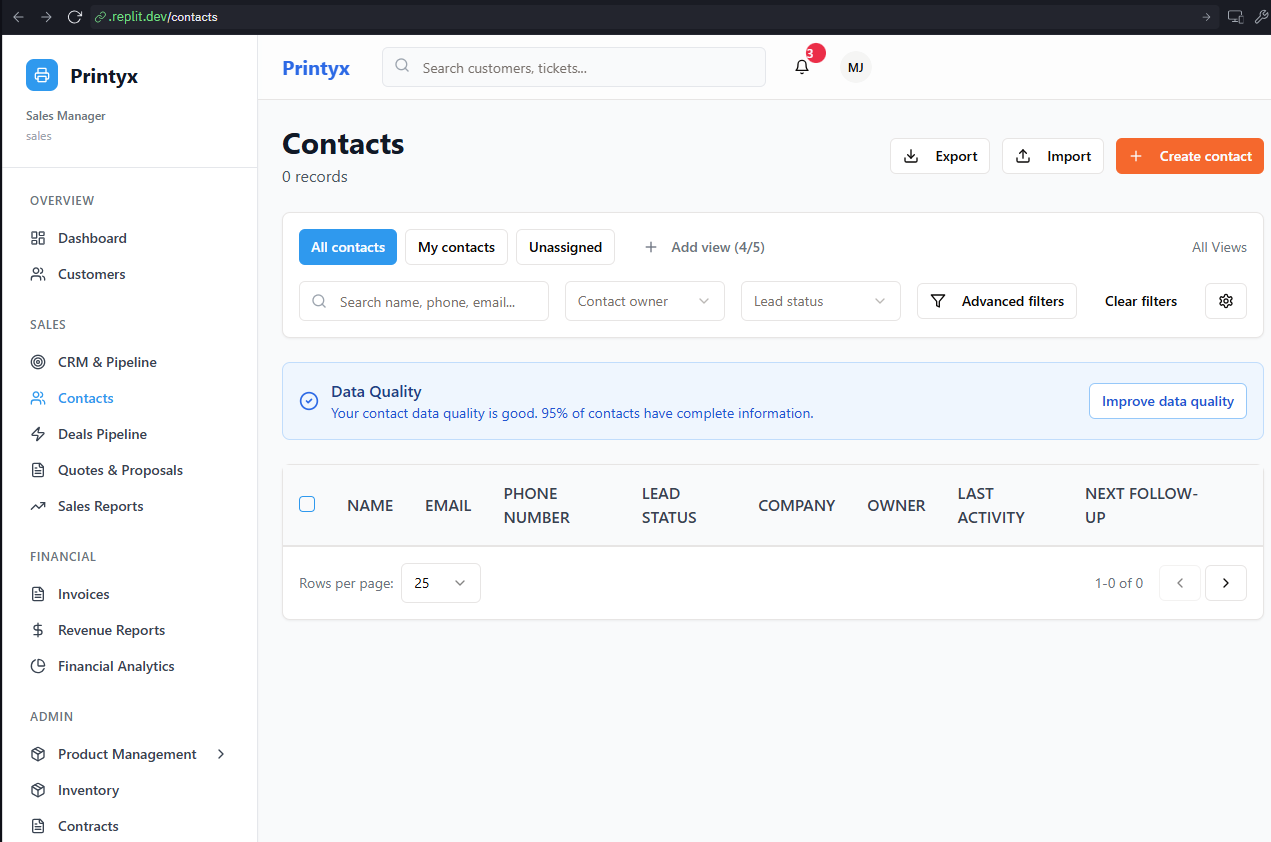 .replit.dev/contacts
Printyx
Sales Manager
sales
OVERVIEW
Dashboard
Customers
SALES
CRM & Pipeline
Contacts
Deals Pipeline
Quotes & Proposals
Sales Reports
FINANCIAL
Invoices
Revenue Reports
Financial Analytics
ADMIN
Product Management
Inventory
Contracts
Printyx
Search customers, tickets...
3
MJ
Contacts
0 records
Export
Import
Create contact
All contacts
My contacts
Unassigned
Add view (4/5)
All Views
Search name, phone, email...
Contact owner
Lead status
Advanced filters
Clear filters
Data Quality
Your contact data quality is good. 95% of contacts have complete information.
Improve data quality
NAME
EMAIL
PHONE
NUMBER
LEAD
STATUS
COMPANY
OWNER
LAST
ACTIVITY
NEXT FOLLOW-
UP
Rows per page:
25
1-0 of 0